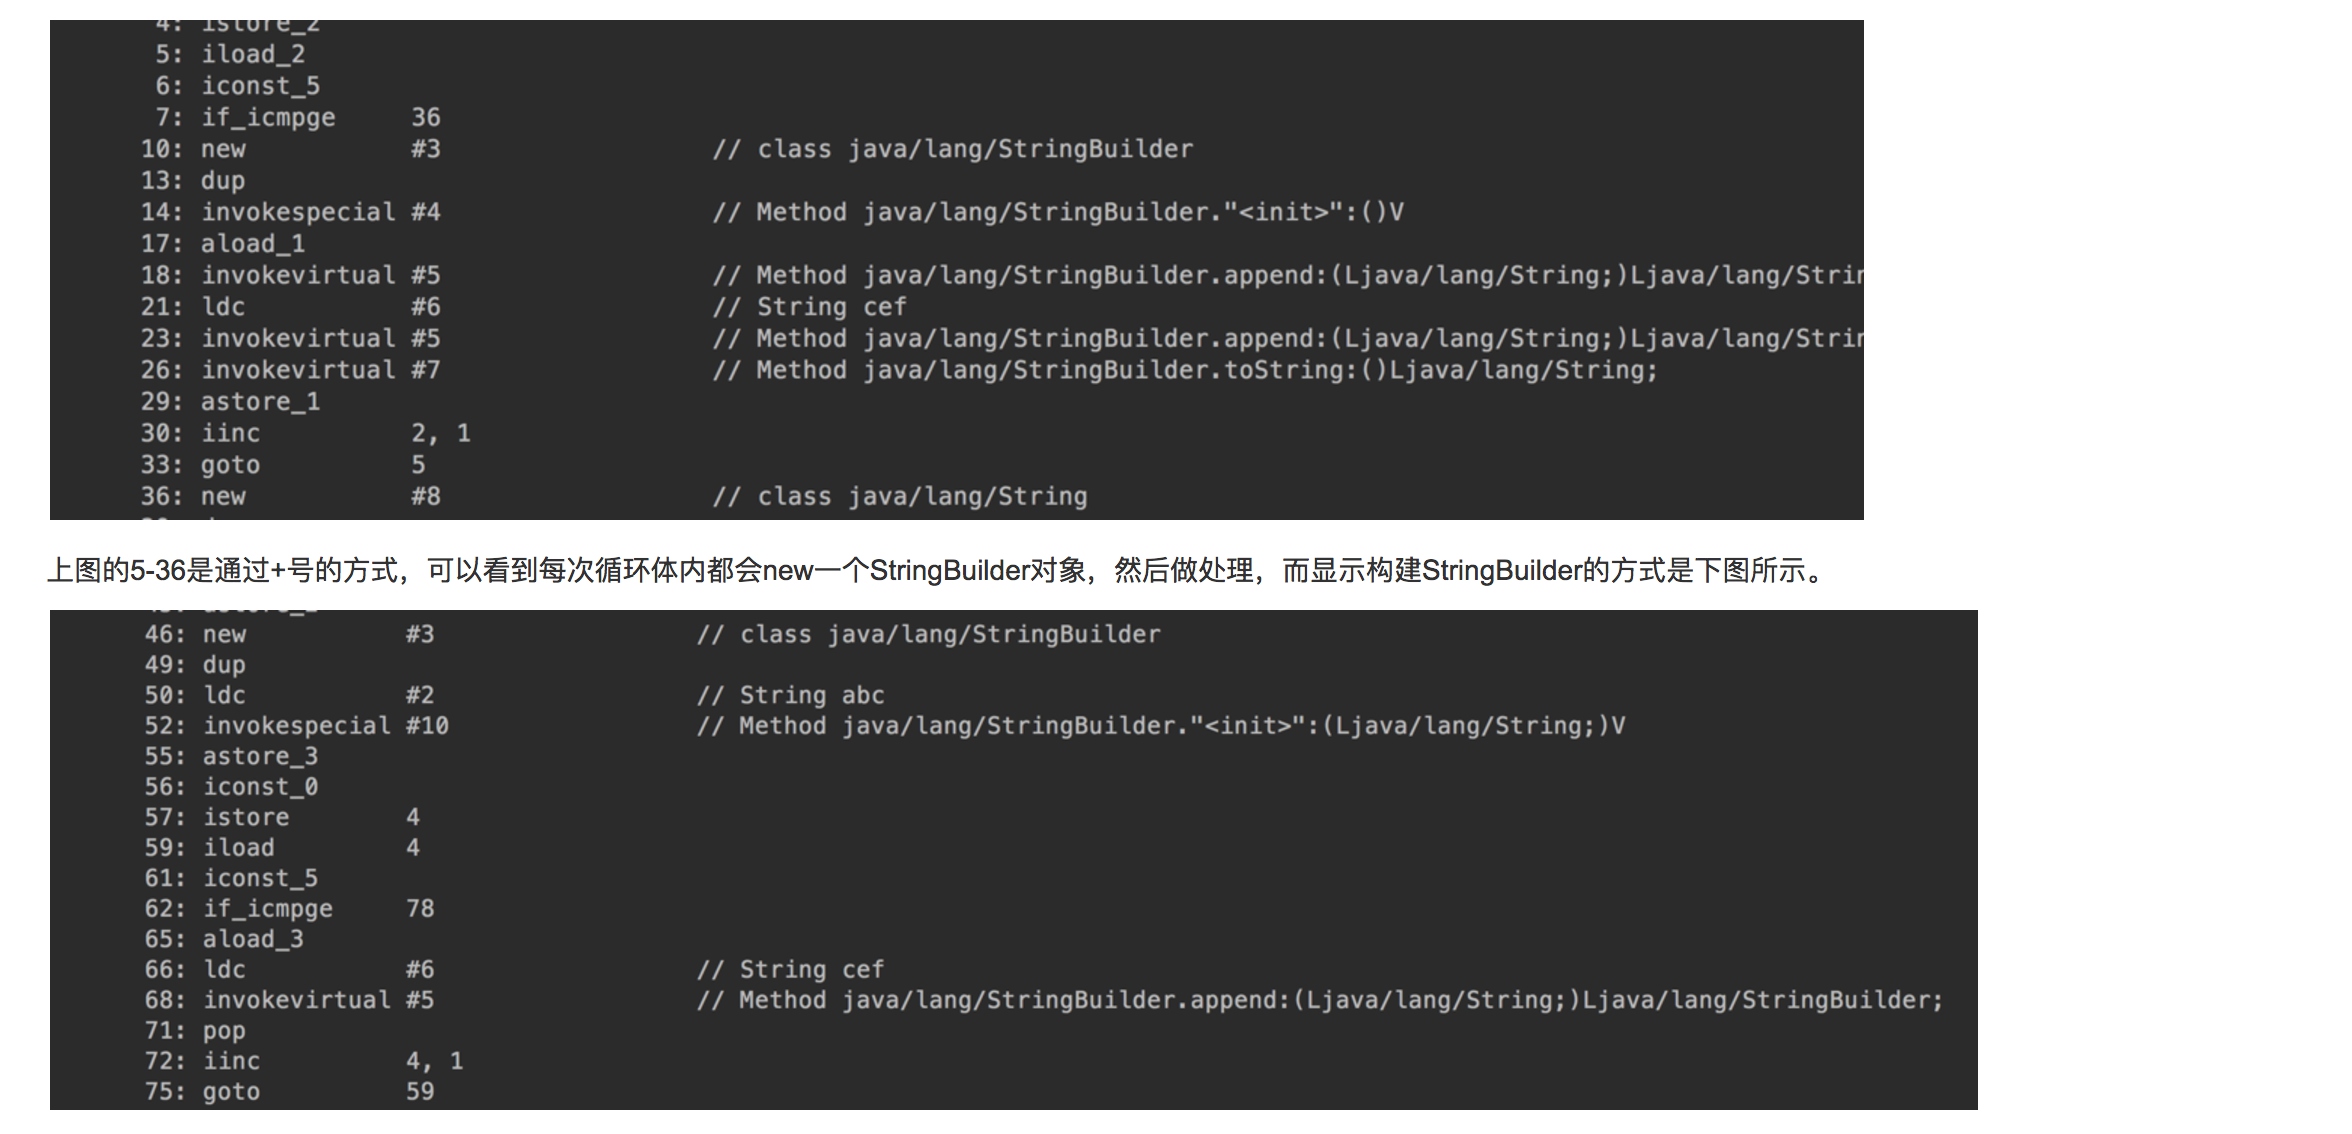 4: istore_2
5: iload_2
6: iconst_5
7: if_icmpge 36
10: new #3 // class java/lang/StringBuilder
13: dup
14: invokespecial #4 // Method java/lang/StringBuilder."<init>":()V
17: aload_1
18: invokevirtual #5 // Method java/lang/StringBuilder.append:(Ljava/lang/String;)Ljava/lang/Strin
21: ldc #6 // String cef
23: invokevirtual #5 // Method java/lang/StringBuilder.append:(Ljava/lang/String;)Ljava/lang/Strin
26: invokevirtual #7 // Method java/lang/StringBuilder.toString:()Ljava/lang/String;
29: astore_1
30: iinc 2, 1
33: goto 5
36: new #8 // class java/lang/String
上图的5-36是通过+号的方式，可以看到每次循环体内都会new一个StringBuilder对象，然后做处理，而显示构建StringBuilder的方式是下图所示。
46: new #3 // class java/lang/StringBuilder
49: dup
50: ldc #2 // String abc
52: invokespecial #10 // Method java/lang/StringBuilder."<init>":(Ljava/lang/String;)V
55: astore_3
56: iconst_0
57: istore 4
59: iload 4
61: iconst_5
62: if_icmpge 78
65: aload_3
66: ldc #6 // String cef
68: invokevirtual #5 // Method java/lang/StringBuilder.append:(Ljava/lang/String;)Ljava/lang/StringBuilder;
71: pop
72: iinc 4, 1
75: goto 59